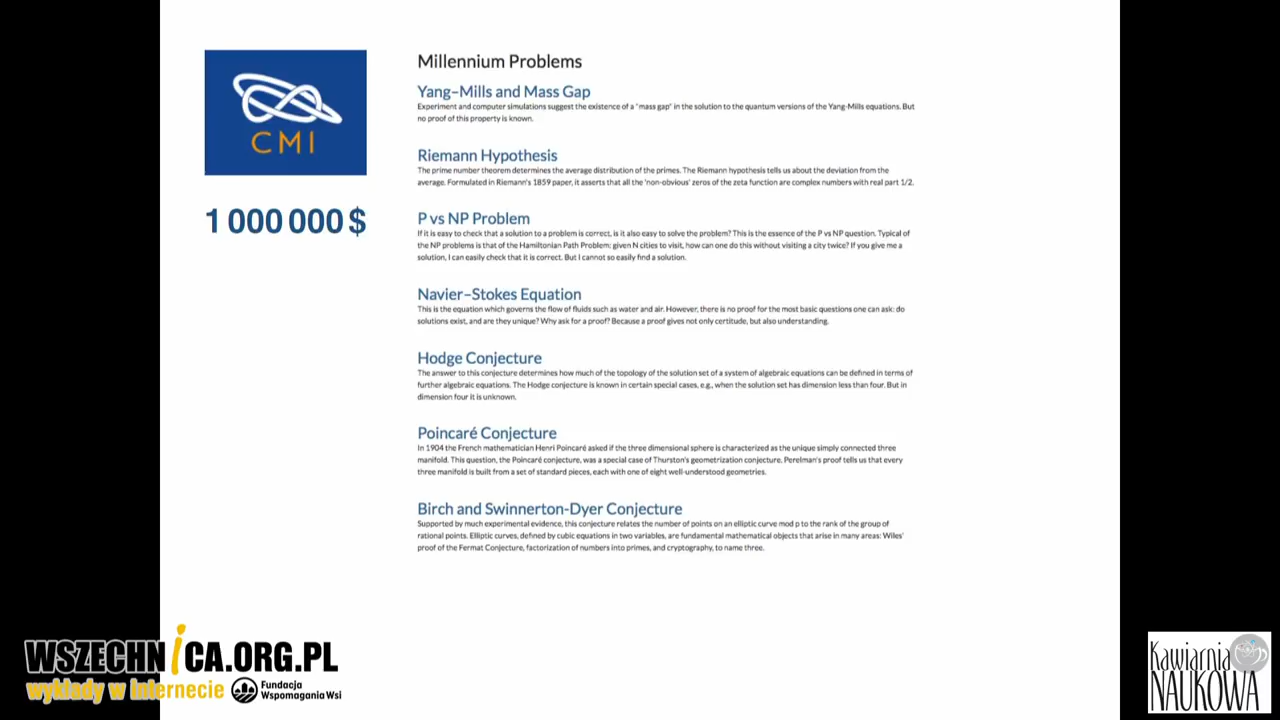 CMI
1 000 000 $
Millennium Problems
Yang–Mills and Mass Gap
Experiment and computer simulations suggest the existence of a "mass gap" in the solution to the quantum versions of the Yang-Mills equations. But
no proof of this property is known.
Riemann Hypothesis
The prime number theorem determines the average distribution of the primes. The Riemann hypothesis tells us about the deviation from the
average. Formulated in Riemann's 1859 paper, it asserts that all the 'non-obvious' zeros of the zeta function are complex numbers with real part 1/2.
P vs NP Problem
If it is easy to check that a solution to a problem is correct, is it also easy to solve the problem? This is the essence of the P vs NP question. Typical of
the NP problems is that of the Hamiltonian Path Problem: given N cities to visit, how can one do this without visiting a city twice? If you give me a
solution, I can easily check that it is correct. But I cannot so easily find a solution.
Navier–Stokes Equation
This is the equation which governs the flow of fluids such as water and air. However, there is no proof for the most basic questions one can ask: do
solutions exist, and are they unique? Why ask for a proof? Because a proof gives not only certitude, but also understanding.
Hodge Conjecture
The answer to this conjecture determines how much of the topology of the solution set of a system of algebraic equations can be defined in terms of
further algebraic equations. The Hodge conjecture is known in certain special cases, e.g., when the solution set has dimension less than four. But in
dimension four it is unknown.
Poincaré Conjecture
In 1904 the French mathematician Henri Poincaré asked if the three dimensional sphere is characterized as the unique simply connected three
manifold. This question, the Poincaré conjecture, was a special case of Thurston's geometrization conjecture. Perelman's proof tells us that every
three manifold is built from a set of standard pieces, each with one of eight well-understood geometries.
Birch and Swinnerton-Dyer Conjecture
Supported by much experimental evidence, this conjecture relates the number of points on an elliptic curve mod p to the rank of the group of
rational points. Elliptic curves, defined by cubic equations in two variables, are fundamental mathematical objects that arise in many areas: Wiles'
proof of the Fermat Conjecture, factorization of numbers into primes, and cryptography, to name three.
WSZECHNiCA.ORG.PL
wykłady w internecie
Fundacja
Wspomagania Wsi
Kawiarnia
NAUKOWA